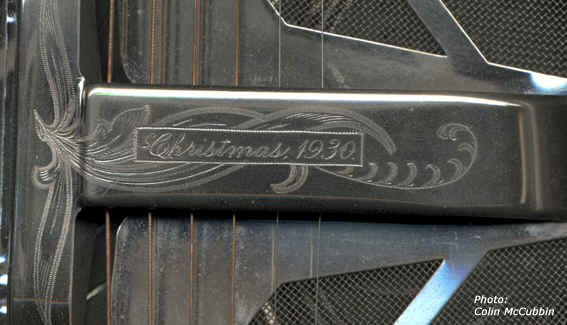 Christmas, 1930.
Photo:
Colin McCubbin